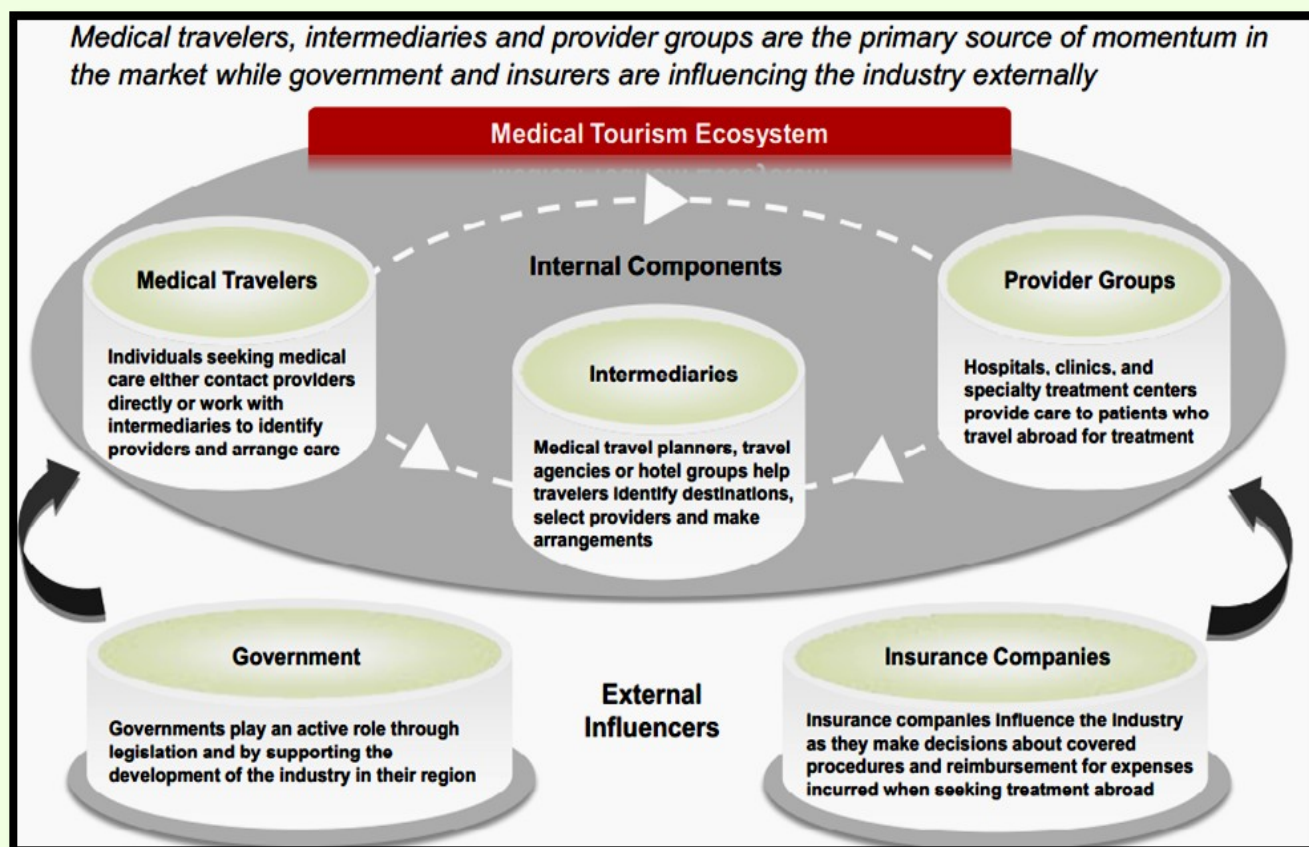 Medical travelers, intermediaries and provider groups are the primary source of momentum in
the market while government and insurers are influencing the industry externally
Medical Tourism Ecosystem
Internal Components
Medical Travelers
Individuals seeking medical
care either contact providers
directly or work with
intermediaries to identify
providers and arrange care
Intermediaries
Medical travel planners, travel
agencies or hotel groups help
travelers identify destinations,
select providers and make
arrangements
Provider Groups
Hospitals, clinics, and
specialty treatment centers
provide care to patients who
travel abroad for treatment
Government
Governments play an active role through
legislation and by supporting the
development of the industry in their region
External
Influencers
Insurance Companies
Insurance companies influence the industry
as they make decisions about covered
procedures and reimbursement for expenses
incurred when seeking treatment abroad